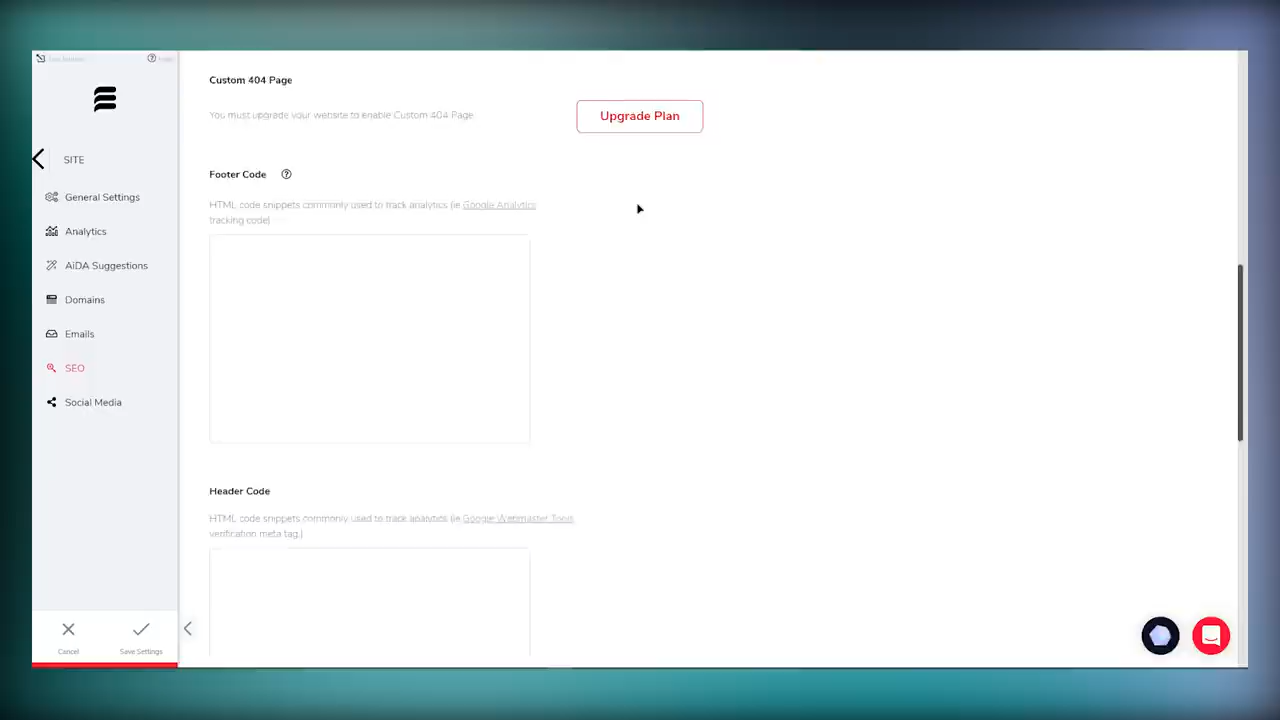 Custom 404 Page
You must upgrade your website to enable Custom 404 Page
Upgrade Plan
SITE
Footer Code
General Settings
HTML code snippets commonly used to track analytics (ie Google Analytics
tracking code)
Analytics
AiDA Suggestions
Domains
Emails
SEO
Social Media
Header Code
HTML code snippets commonly used to track analytics (ie Google Webmaster Tools
verification meta tag.)
Cancel
Save Settings